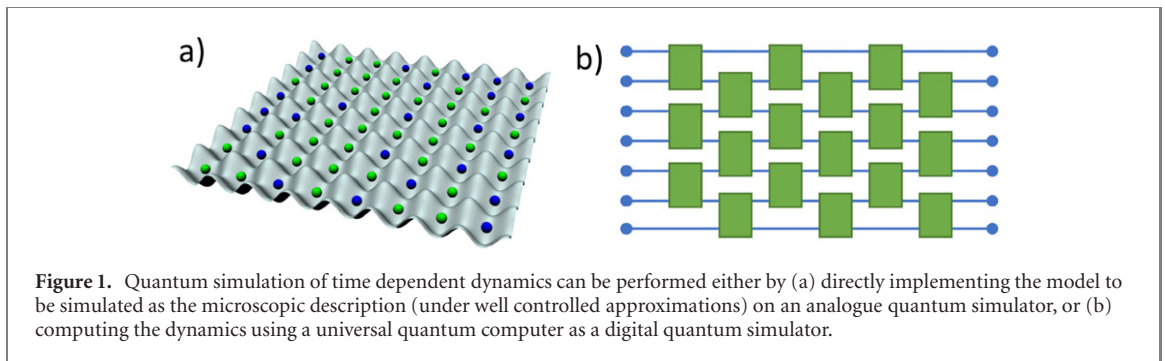 a)
b)
Figure 1. Quantum simulation of time dependent dynamics can be performed either by (a) directly implementing the model to
be simulated as the microscopic description (under well controlled approximations) on an analogue quantum simulator, or (b)
computing the dynamics using a universal quantum computer as a digital quantum simulator.